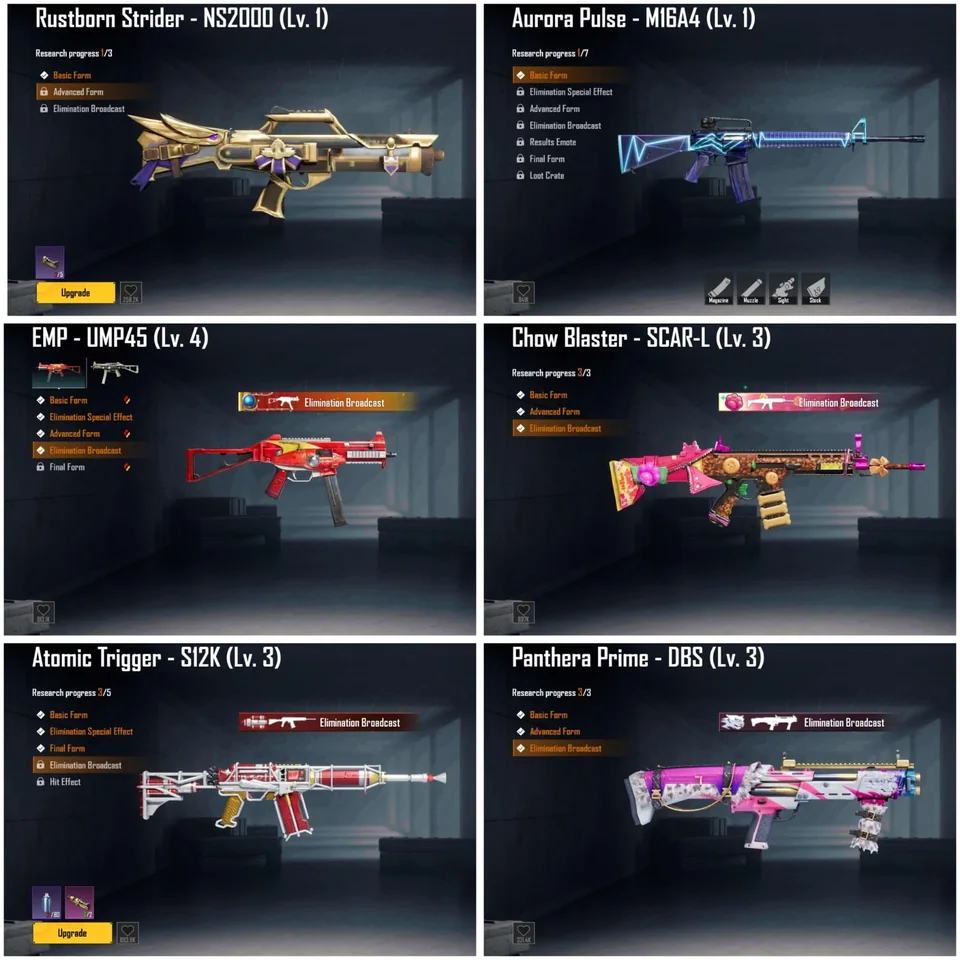 Rustborn Strider - NS2000 (Lv. 1)
Research progress 1/3
Basic Form
Advanced Form
Elimination Broadcast
/5
Upgrade
Aurora Pulse - M16A4 (Lv. 1)
Research progress 1/7
Basic Form
Elimination Special Effect
Advanced Form
Elimination Broadcast
Results Emote
Final Form
Loot Crate
Magazine Muzzle Sight Stock
EMP - UMP45 (Lv. 4)
Basic Form
Elimination Special Effect
Advanced Form
Elimination Broadcast
Final Form
Elimination Broadcast
Chow Blaster - SCAR-L (Lv. 3)
Research progress 3/3
Basic Form
Advanced Form
Elimination Broadcast
Elimination Broadcast
Atomic Trigger - S12K (Lv. 3)
Research progress 3/5
Basic Form
Elimination Special Effect
Final Form
Elimination Broadcast
Hit Effect
Elimination Broadcast
/80
/2
Upgrade
Panthera Prime - DBS (Lv. 3)
Research progress 3/3
Basic Form
Advanced Form
Elimination Broadcast
Elimination Broadcast